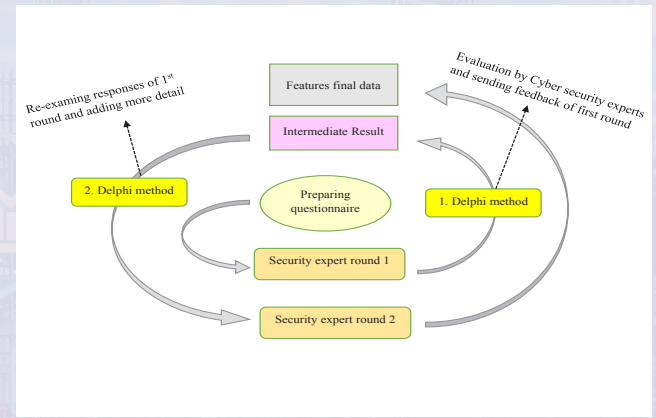 Features final data
Evaluation by Cyber security experts
and sending feedback of first round
Re-examing responses of 1st
round and adding more detail
Intermediate Result
2. Delphi method
Preparing
questionnaire
1. Delphi method
Security expert round 1
Security expert round 2